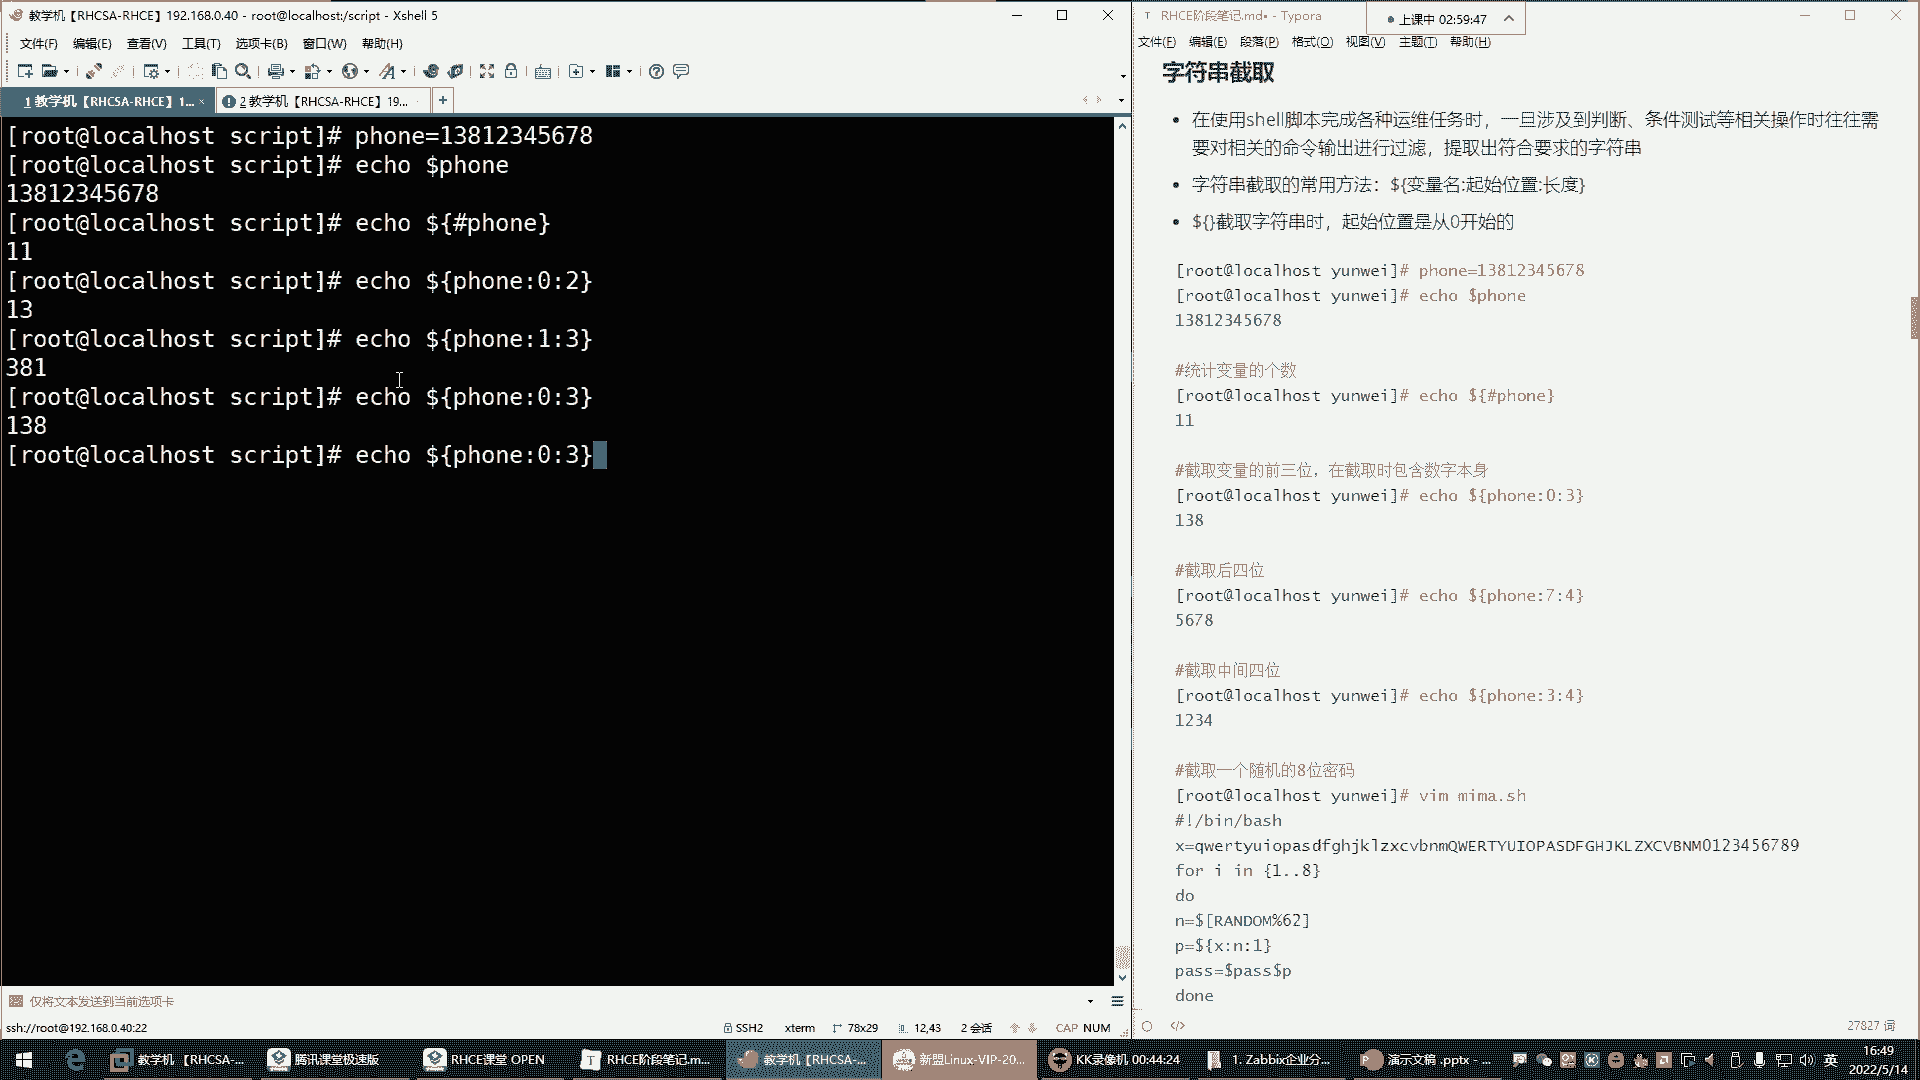 教学机【RHCSA-RHCE】192.168.0.40 - root@localhost:/script - Xshell 5
文件(F) 编辑(E) 查看(V) 工具(T) 选项卡(B) 窗口(W) 帮助(H)
1 教学机【RHCSA-RHCE】1... × 2 教学机【RHCSA-RHCE】19... +
[root@localhost script]# phone=13812345678
[root@localhost script]# echo $phone
13812345678
[root@localhost script]# echo ${#phone}
11
[root@localhost script]# echo ${phone:0:2}
13
[root@localhost script]# echo ${phone:1:3}
381
[root@localhost script]# echo ${phone:0:3}
138
[root@localhost script]# echo ${phone:0:3}
仅将文本发送到当前选项卡
ssh://root@192.168.0.40:22 SSH2 xterm 78x29 12,43 2 会话 CAP NUM
RHCE阶段笔记.md• - Typora
上课中 02:59:47
文件(F) 编辑(E) 段落(P) 格式(O) 视图(V) 主题(T) 帮助(H)
字符串截取
• 在使用shell脚本完成各种运维任务时，一旦涉及到判断、条件测试等相关操作时往往需
要对相关的命令输出进行过滤，提取出符合要求的字符串
• 字符串截取的常用方法：${变量名:起始位置:长度}
• ${}截取字符串时，起始位置是从0开始的
[root@localhost yunwei]# phone=13812345678
[root@localhost yunwei]# echo $phone
13812345678
#统计变量的个数
[root@localhost yunwei]# echo ${#phone}
11
#截取变量的前三位，在截取时包含数字本身
[root@localhost yunwei]# echo ${phone:0:3}
138
#截取后四位
[root@localhost yunwei]# echo ${phone:7:4}
5678
#截取中间四位
[root@localhost yunwei]# echo ${phone:3:4}
1234
#截取一个随机的8位密码
[root@localhost yunwei]# vim mima.sh
#!/bin/bash
x=qwertyuiopasdfghjklzxcvbnmQWERTYUIOPASDFGHJKLZXCVBNM0123456789
for i in {1..8}
do
n=$[RANDOM%62]
p=${x:n:1}
pass=$pass$p
done
</> 27827 词
教学机 【RHCSA-... 腾讯课堂极速版 RHCE课堂 OPEN RHCE阶段笔记.m... 教学机【RHCSA-... 新盟Linux-VIP-20... KK录像机 00:44:24 1. Zabbix企业分... 演示文稿 .pptx - ... 英 16:49
2022/5/14